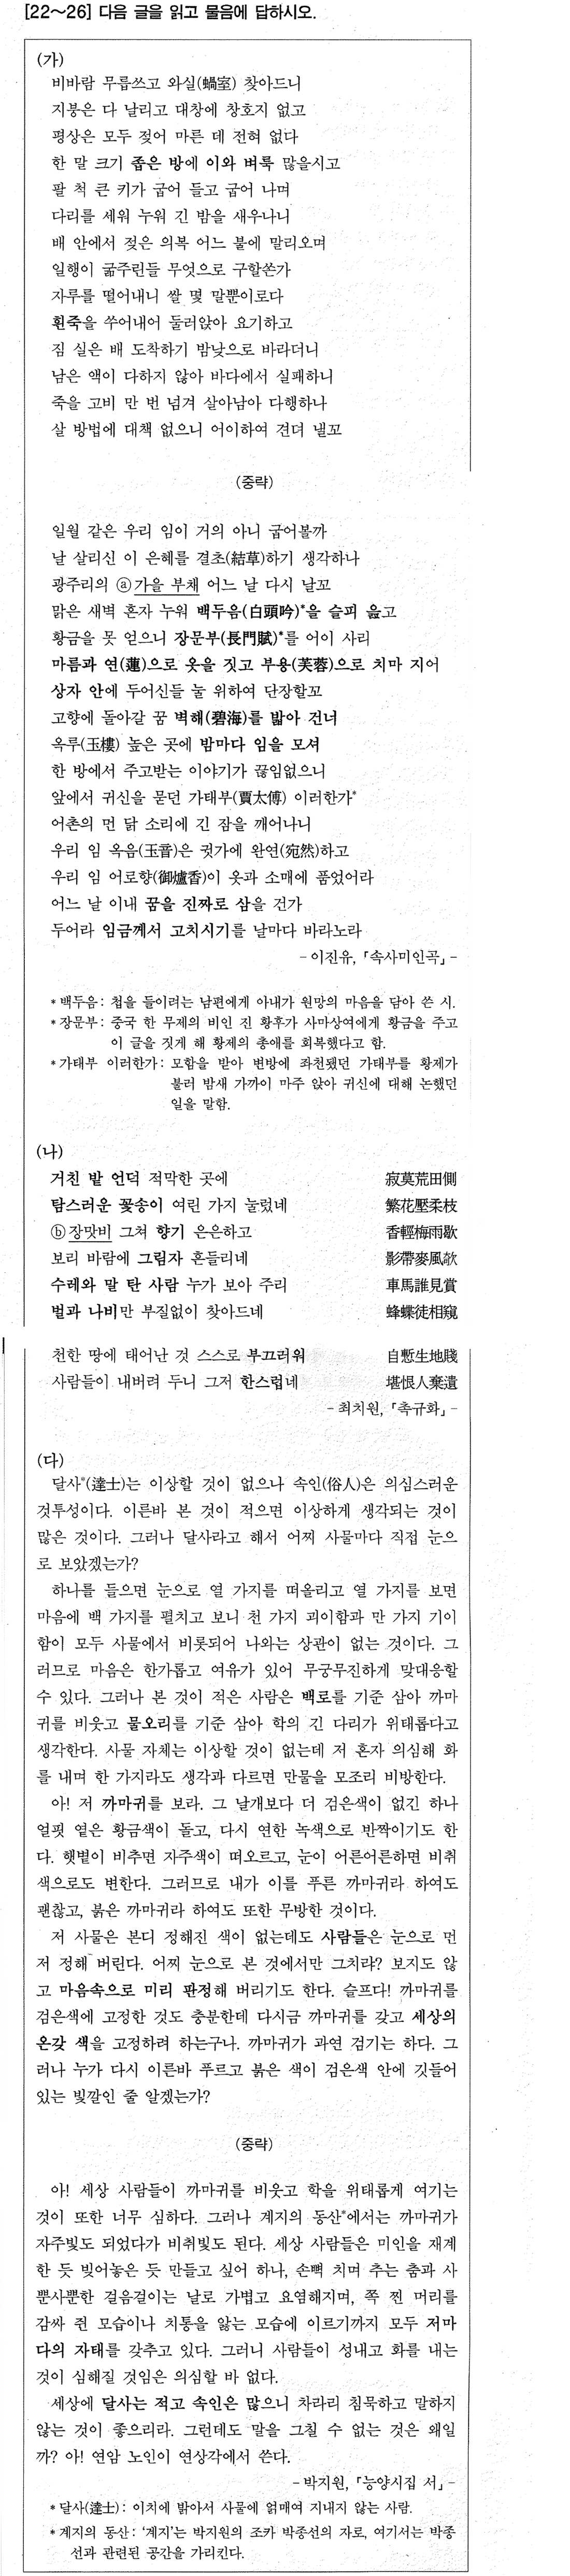 [22～26] 다음 글을 읽고 물음에 답하시오.
(가)
비바람 무릅쓰고 와실(蝸室) 찾아드니
지붕은 다 날리고 대창에 창호지 없고
평상은 모두 젖어 마른 데 전혀 없다
한 말 크기 좁은 방에 이와 벼룩 많을시고
팔 척 큰 키가 굽어 들고 굽어 나며
다리를 세워 누워 긴 밤을 새우나니
배 안에서 젖은 의복 어느 불에 말리오며
일행이 굶주린들 무엇으로 구할쏜가
자루를 떨어내니 쌀 몇 말뿐이로다
흰죽을 쑤어내어 둘러앉아 요기하고
짐 실은 배 도착하기 밤낮으로 바라더니
남은 액이 다하지 않아 바다에서 실패하니
죽을 고비 만 번 넘겨 살아남아 다행하나
살 방법에 대책 없으니 어이하여 견뎌 낼꼬
(중략)
일월 같은 우리 임이 거의 아니 굽어볼까
날 살리신 이 은혜를 결초(結草)하기 생각하나
광주리의 ⓐ가을 부채 어느 날 다시 날꼬
맑은 새벽 혼자 누워 백두음(白頭吟)*을 슬피 읊고
황금을 못 얻으니 장문부(長門賦)*를 어이 사리
마름과 연(蓮)으로 옷을 짓고 부용(芙蓉)으로 치마 지어
상자 안에 두어신들 눌 위하여 단장할꼬
고향에 돌아갈 꿈 벽해(碧海)를 밟아 건너
옥루(玉樓) 높은 곳에 밤마다 임을 모셔
한 방에서 주고받는 이야기가 끊임없으니
앞에서 귀신을 묻던 가태부(賈太傅) 이러한가*
어촌의 먼 닭 소리에 긴 잠을 깨어나니
우리 임 옥음(玉音)은 귓가에 완연(宛然)하고
우리 임 어로향(御爐香)이 옷과 소매에 품었어라
어느 날 이내 꿈을 진짜로 삼을 건가
두어라 임금께서 고치시기를 날마다 바라노라
- 이진유, 「속사미인곡」 -
* 백두음: 첩을 들이려는 남편에게 아내가 원망의 마음을 담아 쓴 시.
* 장문부: 중국 한 무제의 비인 진 황후가 사마상여에게 황금을 주고
이 글을 짓게 해 황제의 총애를 회복했다고 함.
* 가태부 이러한가: 모함을 받아 변방에 좌천됐던 가태부를 황제가
불러 밤새 가까이 마주 앉아 귀신에 대해 논했던
일을 말함.
(나)
거친 밭 언덕 적막한 곳에 寂寞荒田側
탐스러운 꽃송이 여린 가지 눌렀네 繁花壓柔枝
ⓑ장맛비 그쳐 향기 은은하고 香輕梅雨歇
보리 바람에 그림자 흔들리네 影帶麥風欹
수레와 말 탄 사람 누가 보아 주리 車馬誰見賞
벌과 나비만 부질없이 찾아드네 蜂蝶徒相窺
천한 땅에 태어난 것 스스로 부끄러워 自慙生地賤
사람들이 내버려 두니 그저 한스럽네 堪恨人棄遺
- 최치원, 「촉규화」 -
(다)
달사*(達士)는 이상할 것이 없으나 속인(俗人)은 의심스러운
것투성이다. 이른바 본 것이 적으면 이상하게 생각되는 것이
많은 것이다. 그러나 달사라고 해서 어찌 사물마다 직접 눈으
로 보았겠는가?
하나를 들으면 눈으로 열 가지를 떠올리고 열 가지를 보면
마음에 백 가지를 펼치고 보니 천 가지 괴이함과 만 가지 기이
함이 모두 사물에서 비롯되어 나와는 상관이 없는 것이다. 그
러므로 마음은 한가롭고 여유가 있어 무궁무진하게 맞대응할
수 있다. 그러나 본 것이 적은 사람은 백로를 기준 삼아 까마
귀를 비웃고 물오리를 기준 삼아 학의 긴 다리가 위태롭다고
생각한다. 사물 자체는 이상할 것이 없는데 저 혼자 의심해 화
를 내며 한 가지라도 생각과 다르면 만물을 모조리 비방한다.
아! 저 까마귀를 보라. 그 날개보다 더 검은색이 없긴 하나
얼핏 옅은 황금색이 돌고, 다시 연한 녹색으로 반짝이기도 한
다. 햇볕이 비추면 자주색이 떠오르고, 눈이 어른어른하면 비취
색으로도 변한다. 그러므로 내가 이를 푸른 까마귀라 하여도
괜찮고, 붉은 까마귀라 하여도 또한 무방한 것이다.
저 사물은 본디 정해진 색이 없는데도 사람들은 눈으로 먼
저 정해 버린다. 어찌 눈으로 본 것에서만 그치랴? 보지도 않
고 마음속으로 미리 판정해 버리기도 한다. 슬프다! 까마귀를
검은색에 고정한 것도 충분한데 다시금 까마귀를 갖고 세상의
온갖 색을 고정하려 하는구나. 까마귀가 과연 검기는 하다. 그
러나 누가 다시 이른바 푸르고 붉은 색이 검은색 안에 깃들어
있는 빛깔인 줄 알겠는가?
(중략)
아! 세상 사람들이 까마귀를 비웃고 학을 위태롭게 여기는
것이 또한 너무 심하다. 그러나 계지의 동산*에서는 까마귀가
자주빛도 되었다가 비취빛도 된다. 세상 사람들은 미인을 재계
한 듯 빚어놓은 듯 만들고 싶어 하나, 손뼉 치며 추는 춤과 사
뿐사뿐한 걸음걸이는 날로 가볍고 요염해지며, 쪽 찐 머리를
감싸 쥔 모습이나 치통을 앓는 모습에 이르기까지 모두 저마
다의 자태를 갖추고 있다. 그러니 사람들이 성내고 화를 내는
것이 심해질 것임은 의심할 바 없다.
세상에 달사는 적고 속인은 많으니 차라리 침묵하고 말하지
않는 것이 좋으리라. 그런데도 말을 그칠 수 없는 것은 왜일
까? 아! 연암 노인이 연상각에서 쓴다.
- 박지원, 「능양시집 서」 -
* 달사(達士): 이치에 밝아서 사물에 얽매여 지내지 않는 사람.
* 계지의 동산: ‘계지’는 박지원의 조카 박종선의 자로, 여기서는 박종
선과 관련된 공간을 가리킨다.